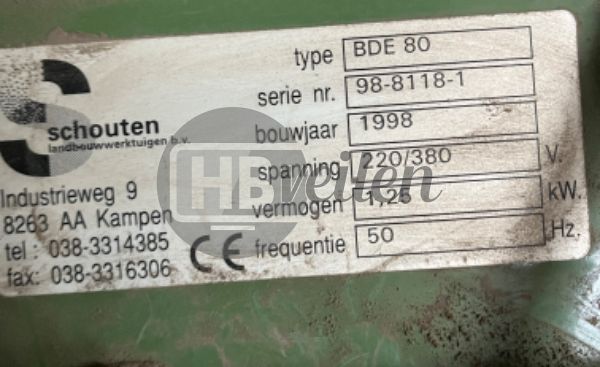 schouten
landbouwwerktuigen b.v.
Industrieweg 9
8263 AA Kampen
tel : 038-3314385
fax: 038-3316306
CE
type BDE 80
serie nr. 98-8118-1
bouwjaar 1998
spanning 220/380 V.
vermogen 1,25 kW.
frequentie 50 Hz.
HBveilen